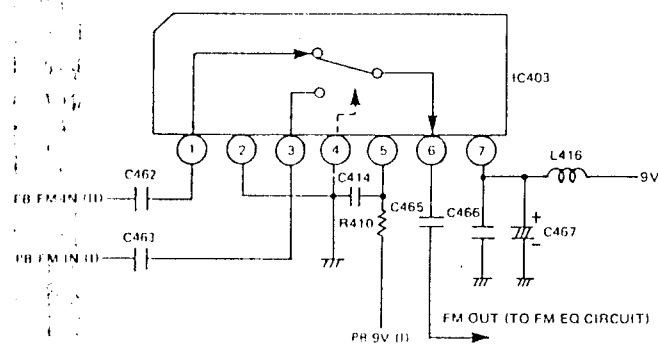 IC403
1 2 3 4 5 6 7
C462
C414
L416
9V
PB FM IN (II)
C465
C466
R410
C467
+
-
C463
PB FM IN (I)
FM OUT (TO FM EQ CIRCUIT)
PB 9V (I)